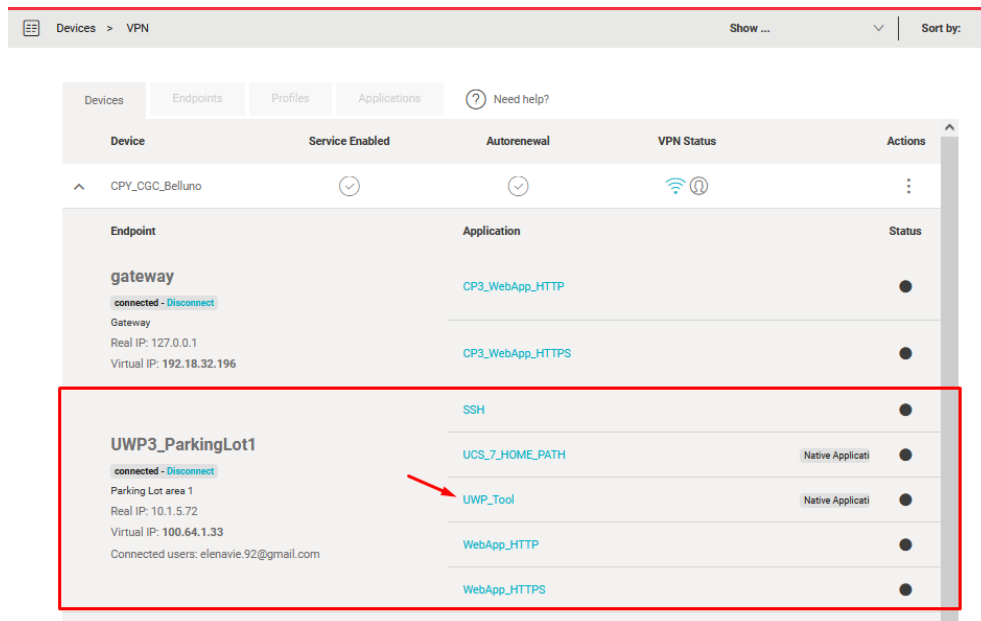 Devices > VPN
Show ...
Sort by:
Devices
Endpoints
Profiles
Applications
? Need help?
Device Service Enabled Autorenewal VPN Status Actions
CPY_CGC_Belluno
Endpoint Application Status
gateway
connected - Disconnect
Gateway
Real IP: 127.0.0.1
Virtual IP: 192.18.32.196
CP3_WebApp_HTTP
CP3_WebApp_HTTPS
UWP3_ParkingLot1
connected - Disconnect
Parking Lot area 1
Real IP: 10.1.5.72
Virtual IP: 100.64.1.33
Connected users: elenavie.92@gmail.com
SSH
UCS_7_HOME_PATH Native Applicati
UWP_Tool Native Applicati
WebApp_HTTP
WebApp_HTTPS